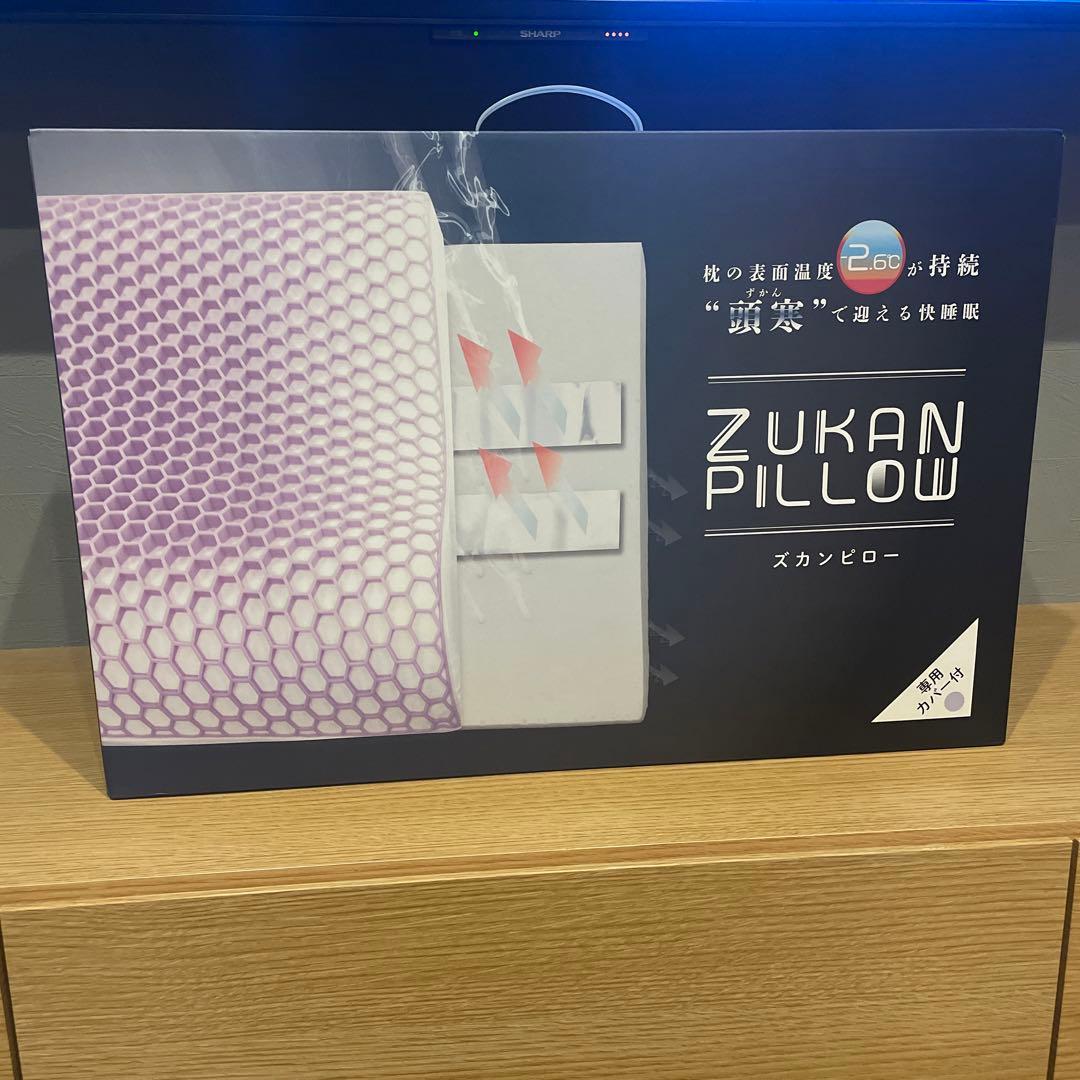 SHARP
枕の表面温度-2.6℃が持続
ずかん
“頭寒”で迎える快睡眠
ZUKAN
PILLOW
ズカンピロー
専用
カバー付